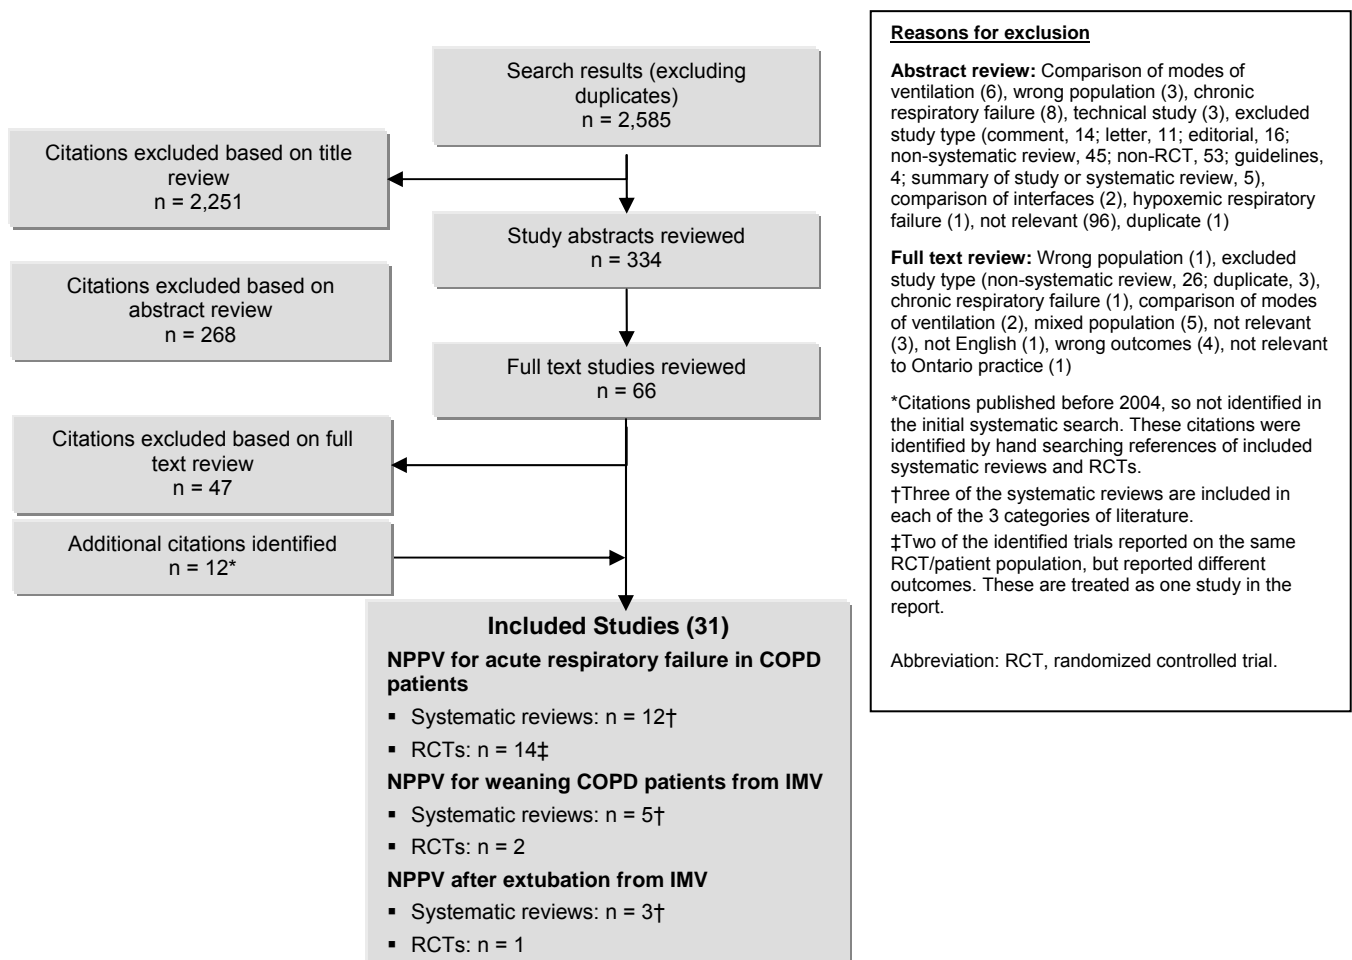 Search results (excluding
duplicates)
n = 2,585
Citations excluded based on title
review
n = 2,251
Study abstracts reviewed
n = 334
Citations excluded based on
abstract review
n = 268
Full text studies reviewed
n = 66
Citations excluded based on full
text review
n = 47
Additional citations identified
n = 12*
Included Studies (31)
NPPV for acute respiratory failure in COPD
patients
▪ Systematic reviews: n = 12†
▪ RCTs: n = 14‡
NPPV for weaning COPD patients from IMV
▪ Systematic reviews: n = 5†
▪ RCTs: n = 2
NPPV after extubation from IMV
▪ Systematic reviews: n = 3†
▪ RCTs: n = 1
Reasons for exclusion
Abstract review: Comparison of modes of
ventilation (6), wrong population (3), chronic
respiratory failure (8), technical study (3), excluded
study type (comment, 14; letter, 11; editorial, 16;
non-systematic review, 45; non-RCT, 53; guidelines,
4; summary of study or systematic review, 5),
comparison of interfaces (2), hypoxemic respiratory
failure (1), not relevant (96), duplicate (1)
Full text review: Wrong population (1), excluded
study type (non-systematic review, 26; duplicate, 3),
chronic respiratory failure (1), comparison of modes
of ventilation (2), mixed population (5), not relevant
(3), not English (1), wrong outcomes (4), not relevant
to Ontario practice (1)
*Citations published before 2004, so not identified in
the initial systematic search. These citations were
identified by hand searching references of included
systematic reviews and RCTs.
†Three of the systematic reviews are included in
each of the 3 categories of literature.
‡Two of the identified trials reported on the same
RCT/patient population, but reported different
outcomes. These are treated as one study in the
report.
Abbreviation: RCT, randomized controlled trial.